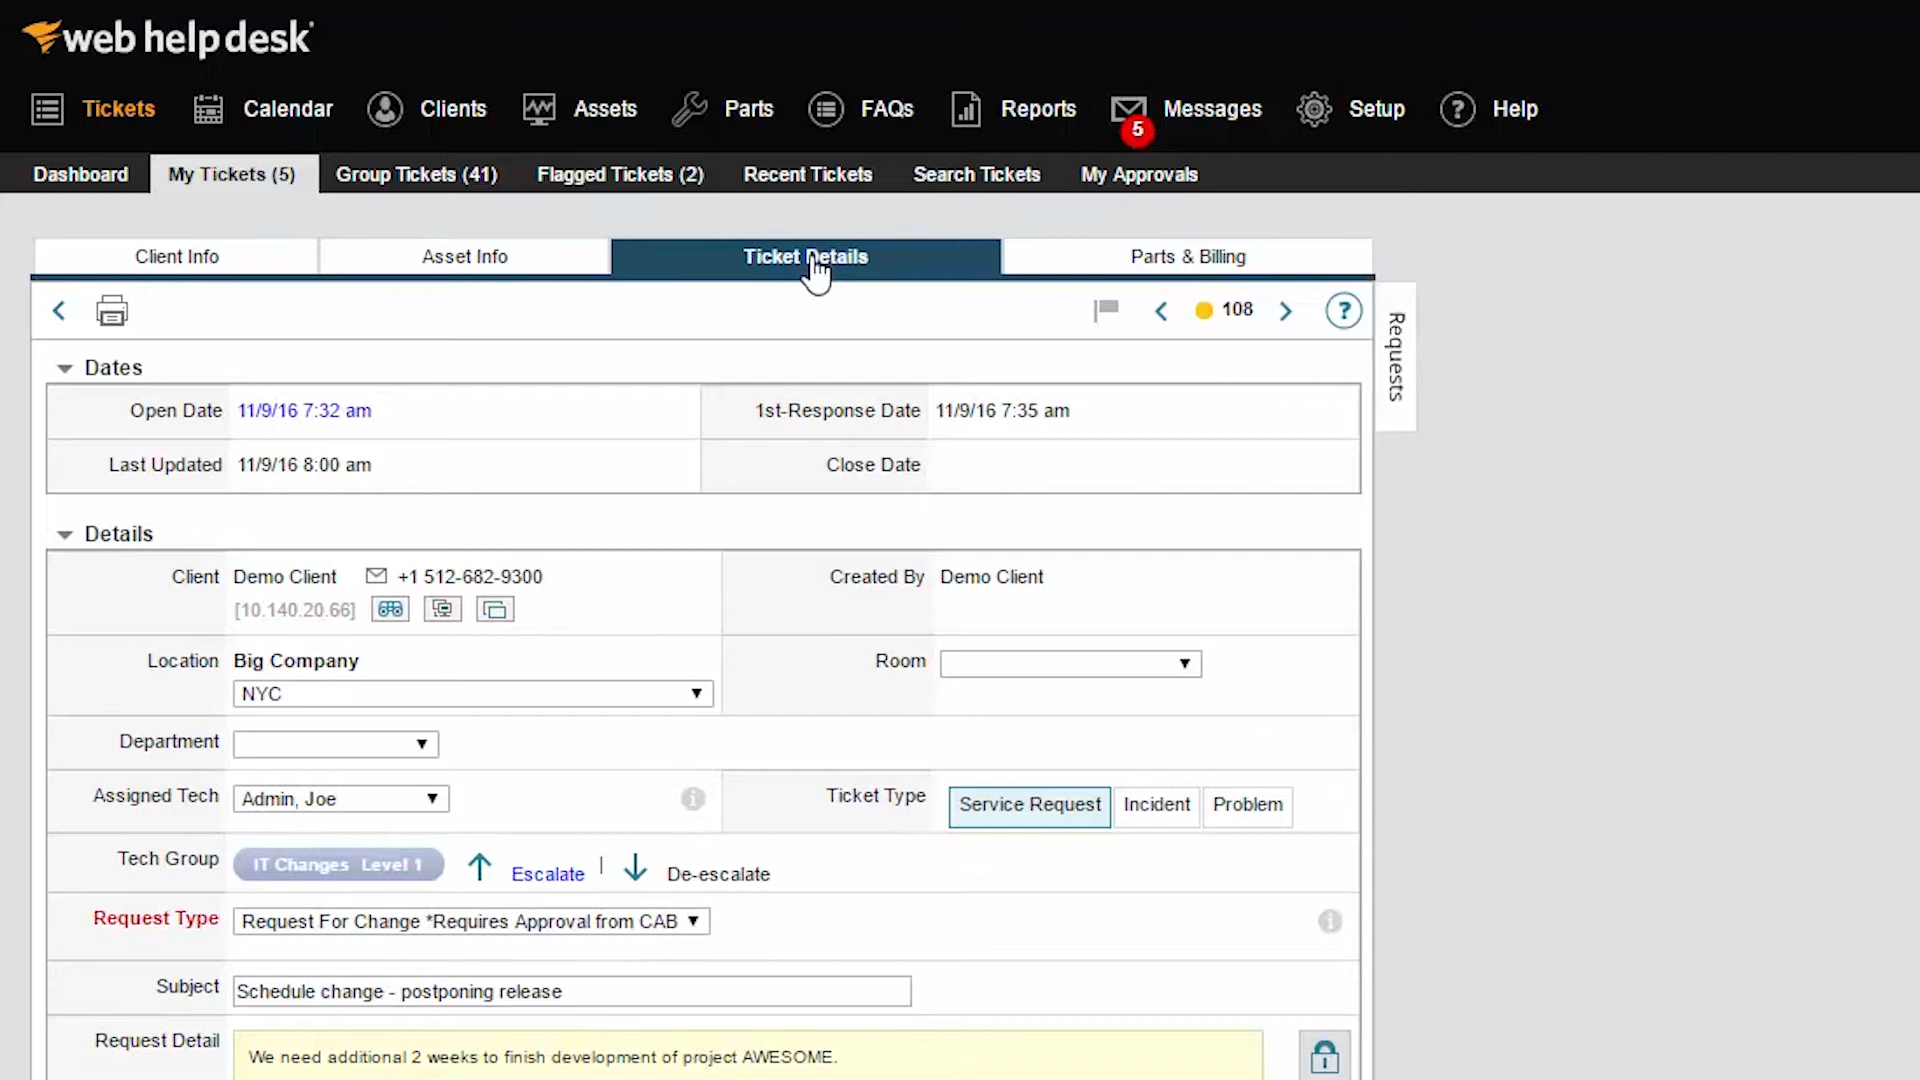 web help desk
Tickets Calendar Clients Assets Parts FAQs Reports Messages Setup ? Help
5
Dashboard My Tickets (5) Group Tickets (41) Flagged Tickets (2) Recent Tickets Search Tickets My Approvals
Client Info Asset Info Ticket Details Parts & Billing
108 ?
Requests
Dates
Open Date 11/9/16 7:32 am 1st-Response Date 11/9/16 7:35 am
Last Updated 11/9/16 8:00 am Close Date
Details
Client Demo Client +1 512-682-9300 Created By Demo Client
[10.140.20.66]
Location Big Company Room
NYC
Department
Assigned Tech Admin, Joe Ticket Type Service Request Incident Problem
Tech Group IT Changes Level 1 Escalate | De-escalate
Request Type Request For Change *Requires Approval from CAB
Subject Schedule change - postponing release
Request Detail We need additional 2 weeks to finish development of project AWESOME.